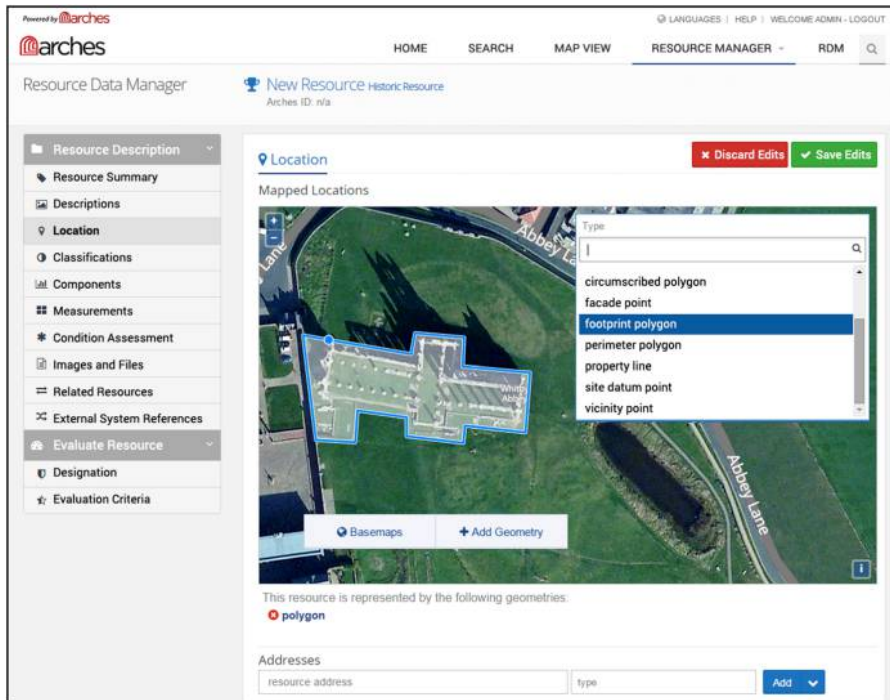 Powered by arches
LANGUAGES | HELP | WELCOME ADMIN - LOGOUT
arches
HOME SEARCH MAP VIEW RESOURCE MANAGER RDM
Resource Data Manager
New Resource Historic Resource
Arches ID: n/a
Resource Description
Resource Summary
Descriptions
Location
Classifications
Components
Measurements
Condition Assessment
Images and Files
Related Resources
External System References
Evaluate Resource
Designation
Evaluation Criteria
Location
Discard Edits Save Edits
Mapped Locations
+
−
Lane
Abbey La
Type
circumscribed polygon
facade point
footprint polygon
perimeter polygon
property line
site datum point
vicinity point
Whitby
Abbey
Abbey Lane
Basemaps + Add Geometry
i
This resource is represented by the following geometries:
polygon
Addresses
resource address type Add